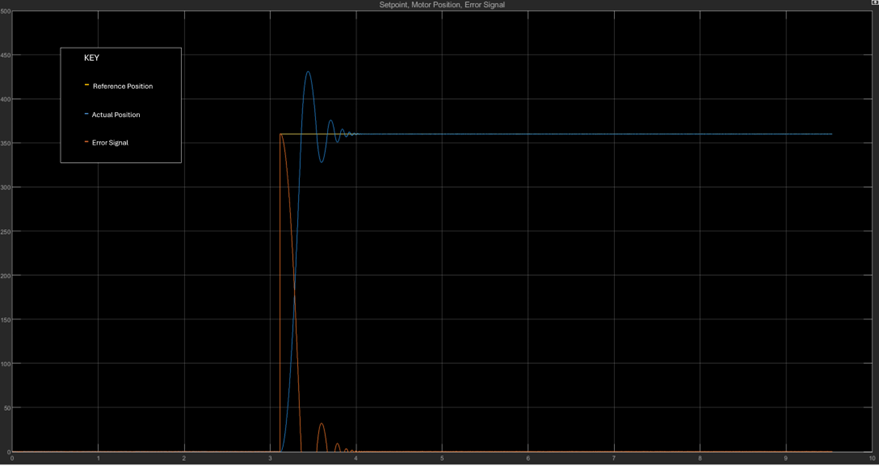 Setpoint, Motor Position, Error Signal
500
450
KEY
Reference Position
400
Actual Position
Error Signal
350
300
250
200
150
100
50
0
0 1 2 3 4 5 6 7 8 9 10